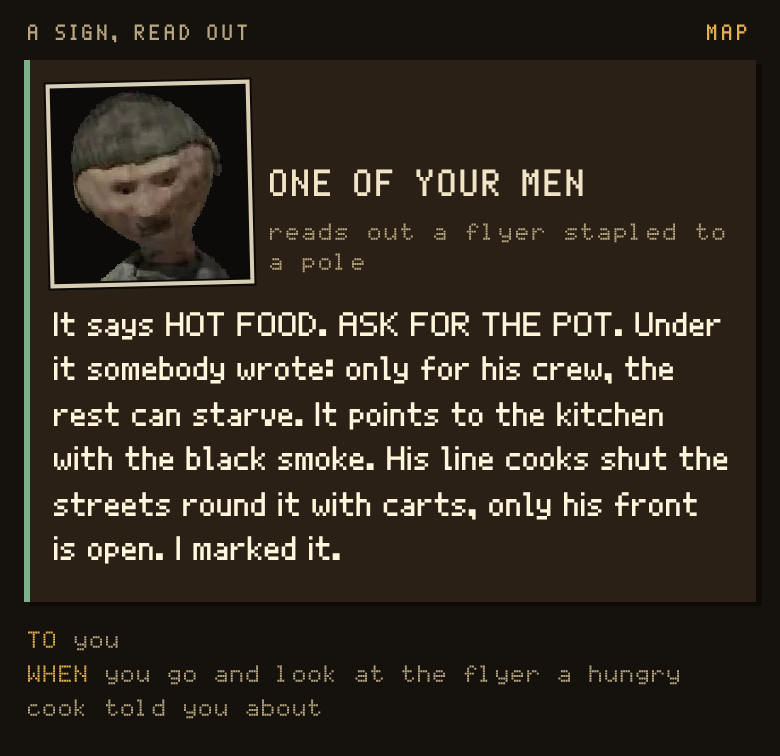 A SIGN, READ OUT
MAP
ONE OF YOUR MEN
reads out a flyer stapled to
a pole
It says HOT FOOD. ASK FOR THE POT. Under
it somebody wrote: only for his crew, the
rest can starve. It points to the kitchen
with the black smoke. His line cooks shut the
streets round it with carts, only his front
is open. I marked it.
TO you
WHEN you go and look at the flyer a hungry
cook told you about